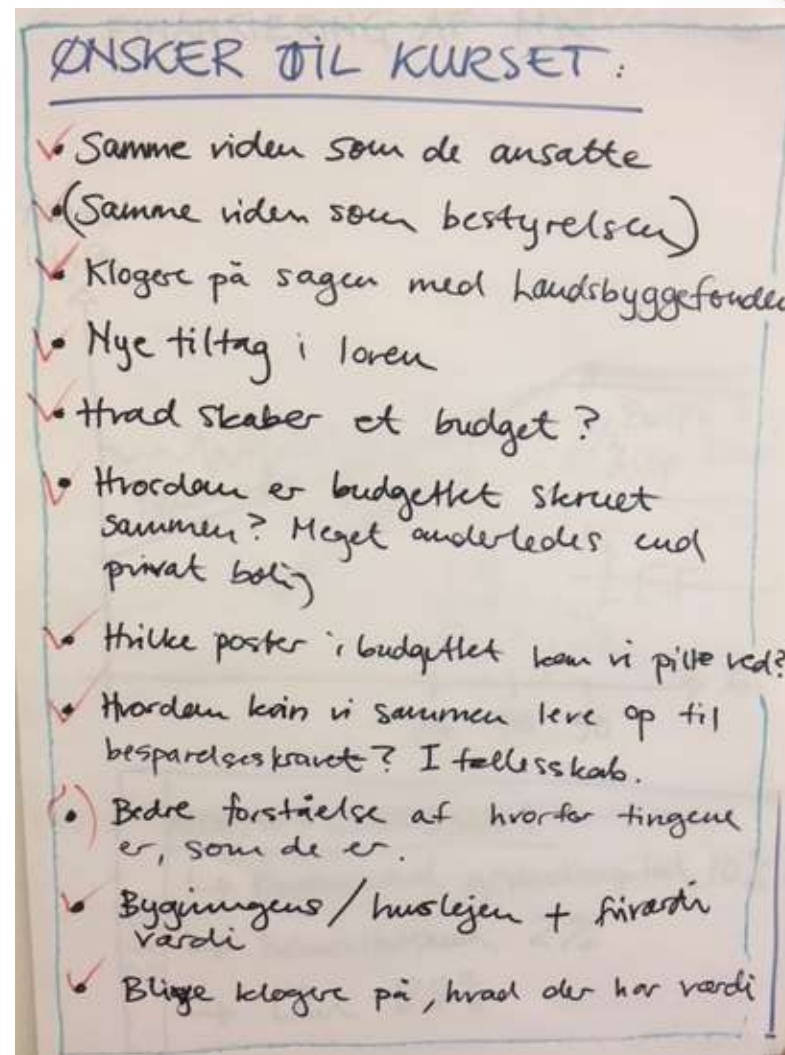 ØNSKER TIL KURSET:
• Samme viden som de ansatte
• (Samme viden som bestyrelsen)
• Klogere på sagen med Landsbyggefonden
• Nye tiltag i loven
• Hvad skaber et budget?
• Hvordan er budgettet skruet
sammen? Meget anderledes end
privat bolig
• Hvilke poster i budgettet kan vi pille ved?
• Hvordan kan vi sammen leve op til
besparelseskravet? I fællesskab.
• Bedre forståelse af hvorfor tingene
er, som de er.
• Bygningens / huslejen + friværdi
værdi
• Blive klogere på, hvad der har værdi